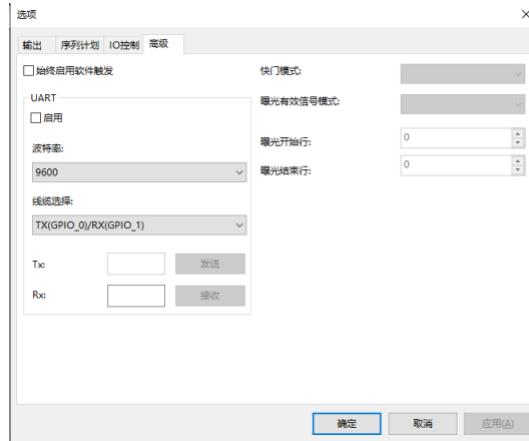 选项
输出 序列计划 IO控制 高级
始终启用软件触发
UART
启用
波特率:
9600
线缆选择:
TX(GPIO_0)/RX(GPIO_1)
Tx: 发送
Rx: 接收
快门模式:
曝光有效信号模式:
曝光开始行: 0
曝光结束行: 0
确定 取消 应用(A)